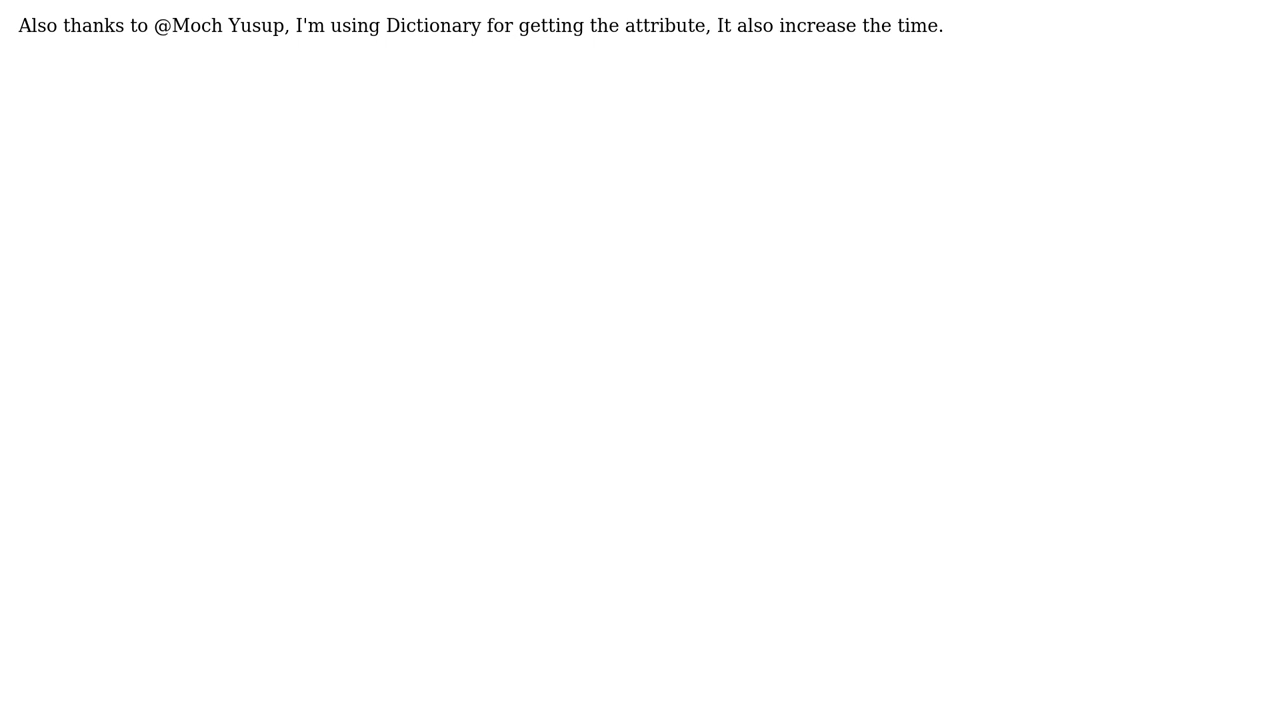 Also thanks to @Moch Yusup, I'm using Dictionary for getting the attribute, It also increase the time.